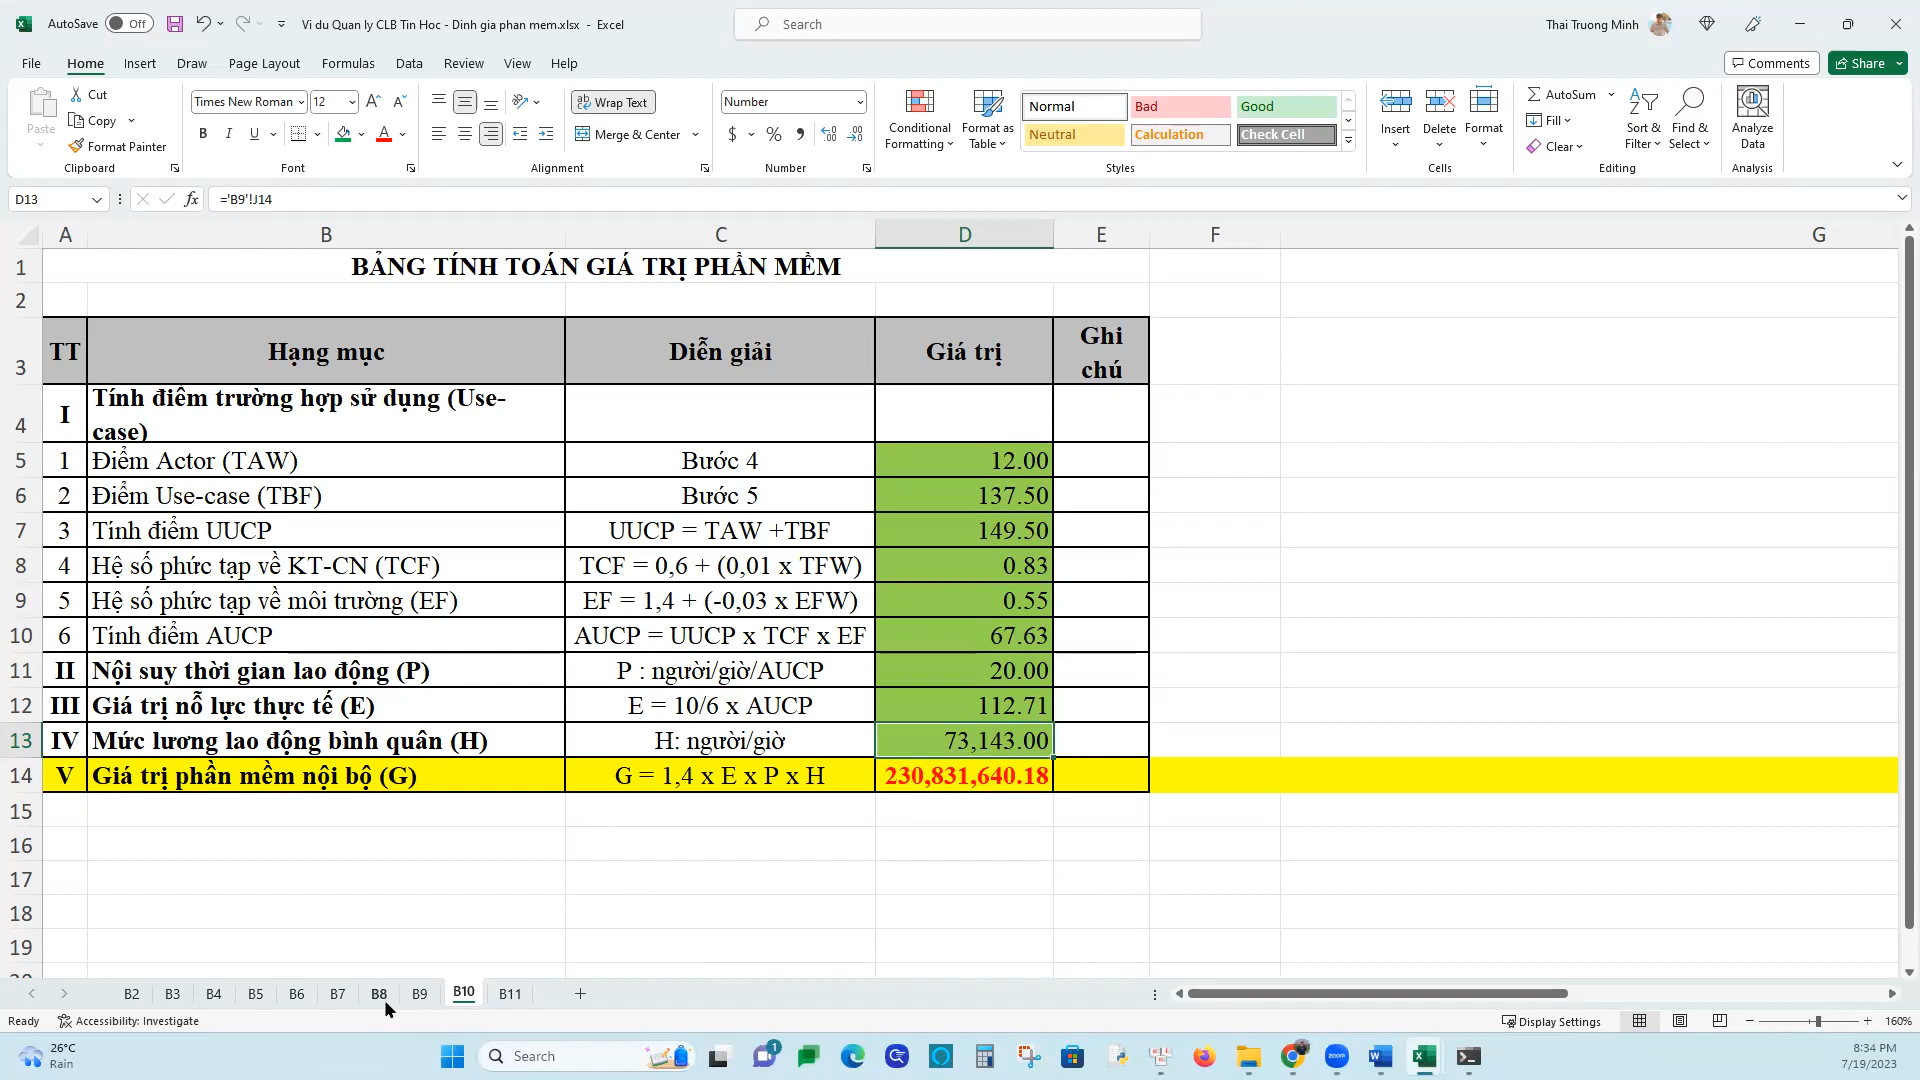 AutoSave Off Vi du Quan ly CLB Tin Hoc - Dinh gia phan mem.xlsx - Excel Search Thai Truong Minh
File Home Insert Draw Page Layout Formulas Data Review View Help Comments Share
Paste Cut Copy Format Painter Clipboard
Times New Roman 12 B I U Font
Wrap Text Merge & Center Alignment
Number $ % Number
Conditional Formatting Format as Table Normal Bad Good Neutral Calculation Check Cell Styles
Insert Delete Format Cells
AutoSum Fill Clear Sort & Filter Find & Select Editing
Analyze Data Analysis
D13 fx ='B9'!J14
A B C D E F G
1 BẢNG TÍNH TOÁN GIÁ TRỊ PHẦN MỀM
2
3 TT Hạng mục Diễn giải Giá trị Ghi chú
4 I Tính điểm trường hợp sử dụng (Use-case)
5 1 Điểm Actor (TAW) Bước 4 12.00
6 2 Điểm Use-case (TBF) Bước 5 137.50
7 3 Tính điểm UUCP UUCP = TAW +TBF 149.50
8 4 Hệ số phức tạp về KT-CN (TCF) TCF = 0,6 + (0,01 x TFW) 0.83
9 5 Hệ số phức tạp về môi trường (EF) EF = 1,4 + (-0,03 x EFW) 0.55
10 6 Tính điểm AUCP AUCP = UUCP x TCF x EF 67.63
11 II Nội suy thời gian lao động (P) P : người/giờ/AUCP 20.00
12 III Giá trị nỗ lực thực tế (E) E = 10/6 x AUCP 112.71
13 IV Mức lương lao động bình quân (H) H: người/giờ 73,143.00
14 V Giá trị phần mềm nội bộ (G) G = 1,4 x E x P x H 230,831,640.18
15
16
17
18
19
B2 B3 B4 B5 B6 B7 B8 B9 B10 B11
Ready Accessibility: Investigate Display Settings 160%
26°C
Rain
Search
zoom
1
8:34 PM
7/19/2023